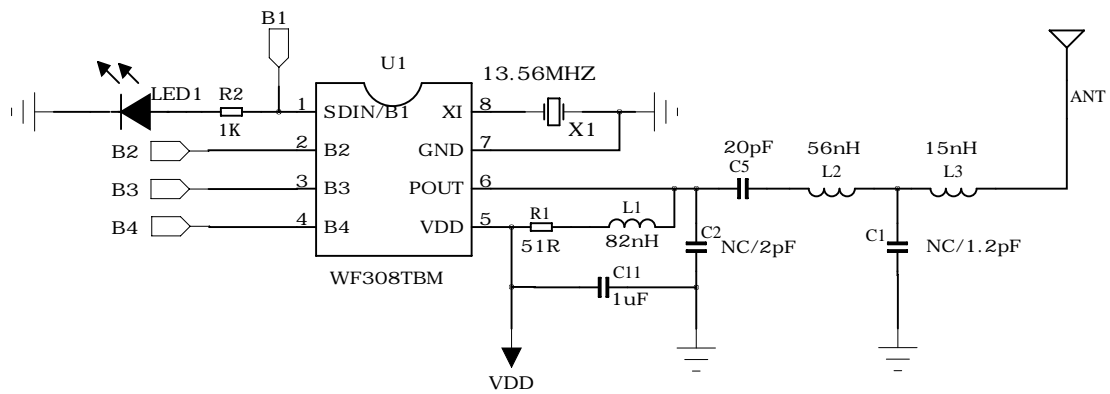 B1
U1
13.56MHZ
LED1
R2
1K
1
SDIN/B1
XI
8
X1
ANT
B2
2
B2
GND
7
20pF
C5
56nH
L2
15nH
L3
B3
3
B3
POUT
6
B4
4
B4
VDD
5
R1
51R
L1
82nH
C2
NC/2pF
C1
NC/1.2pF
WF308TBM
C11
1uF
VDD